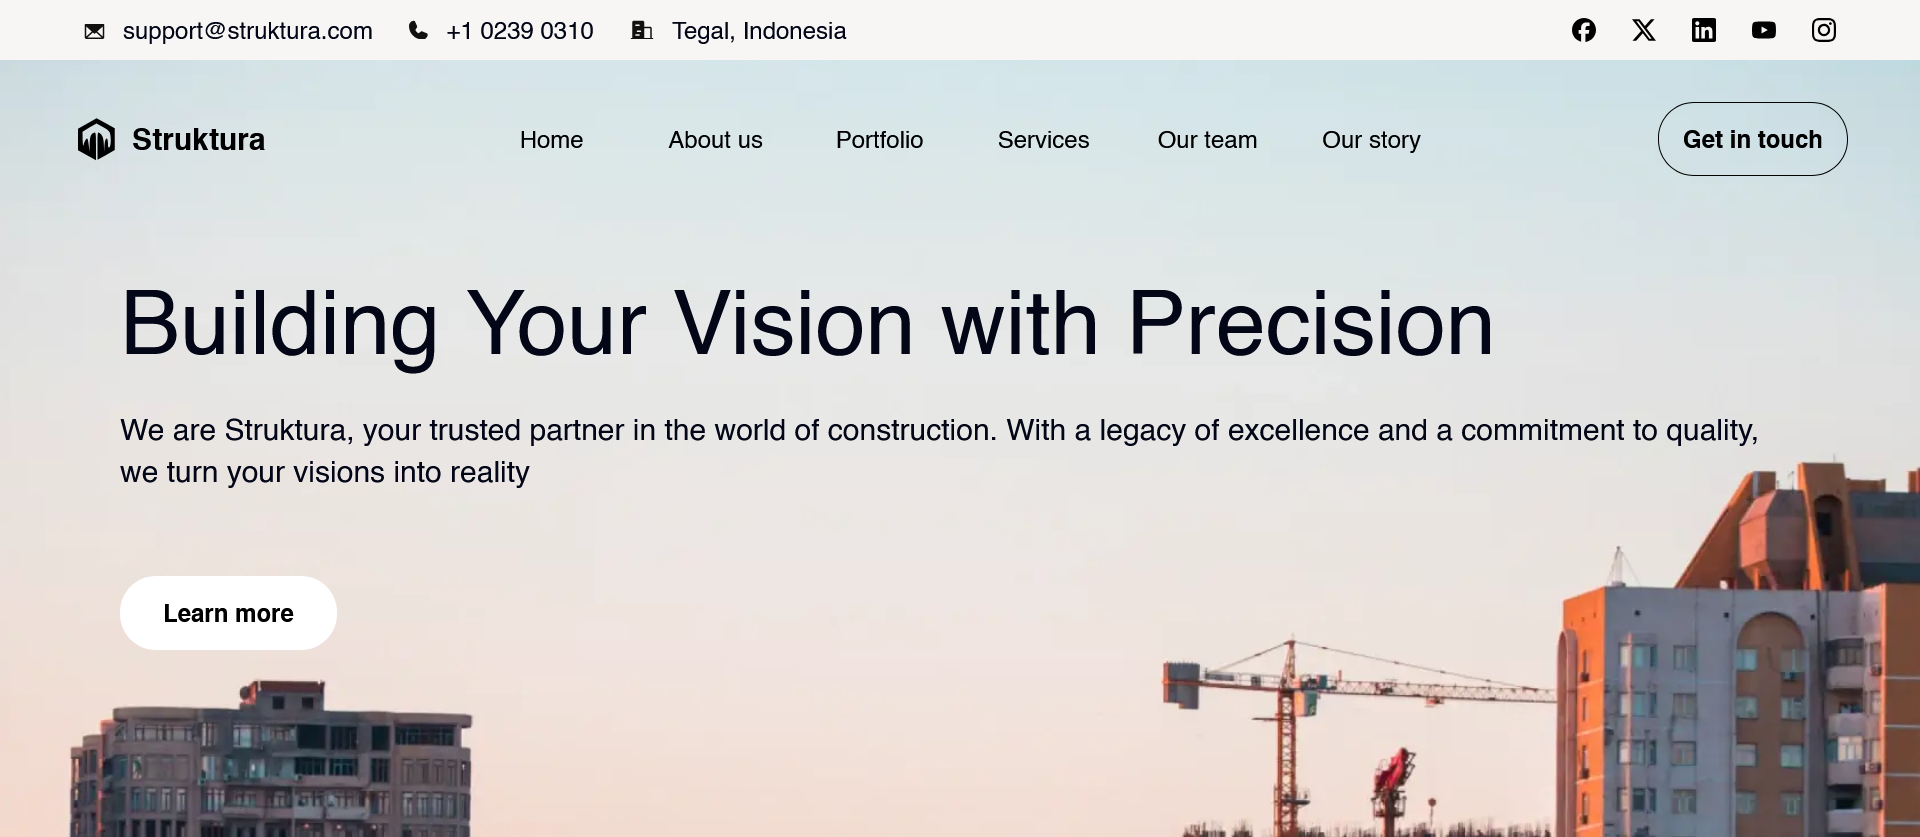 support@struktura.com
+1 0239 0310
Tegal, Indonesia
Struktura
Home
About us
Portfolio
Services
Our team
Our story
Get in touch
Building Your Vision with Precision
We are Struktura, your trusted partner in the world of construction. With a legacy of excellence and a commitment to quality,
we turn your visions into reality
Learn more